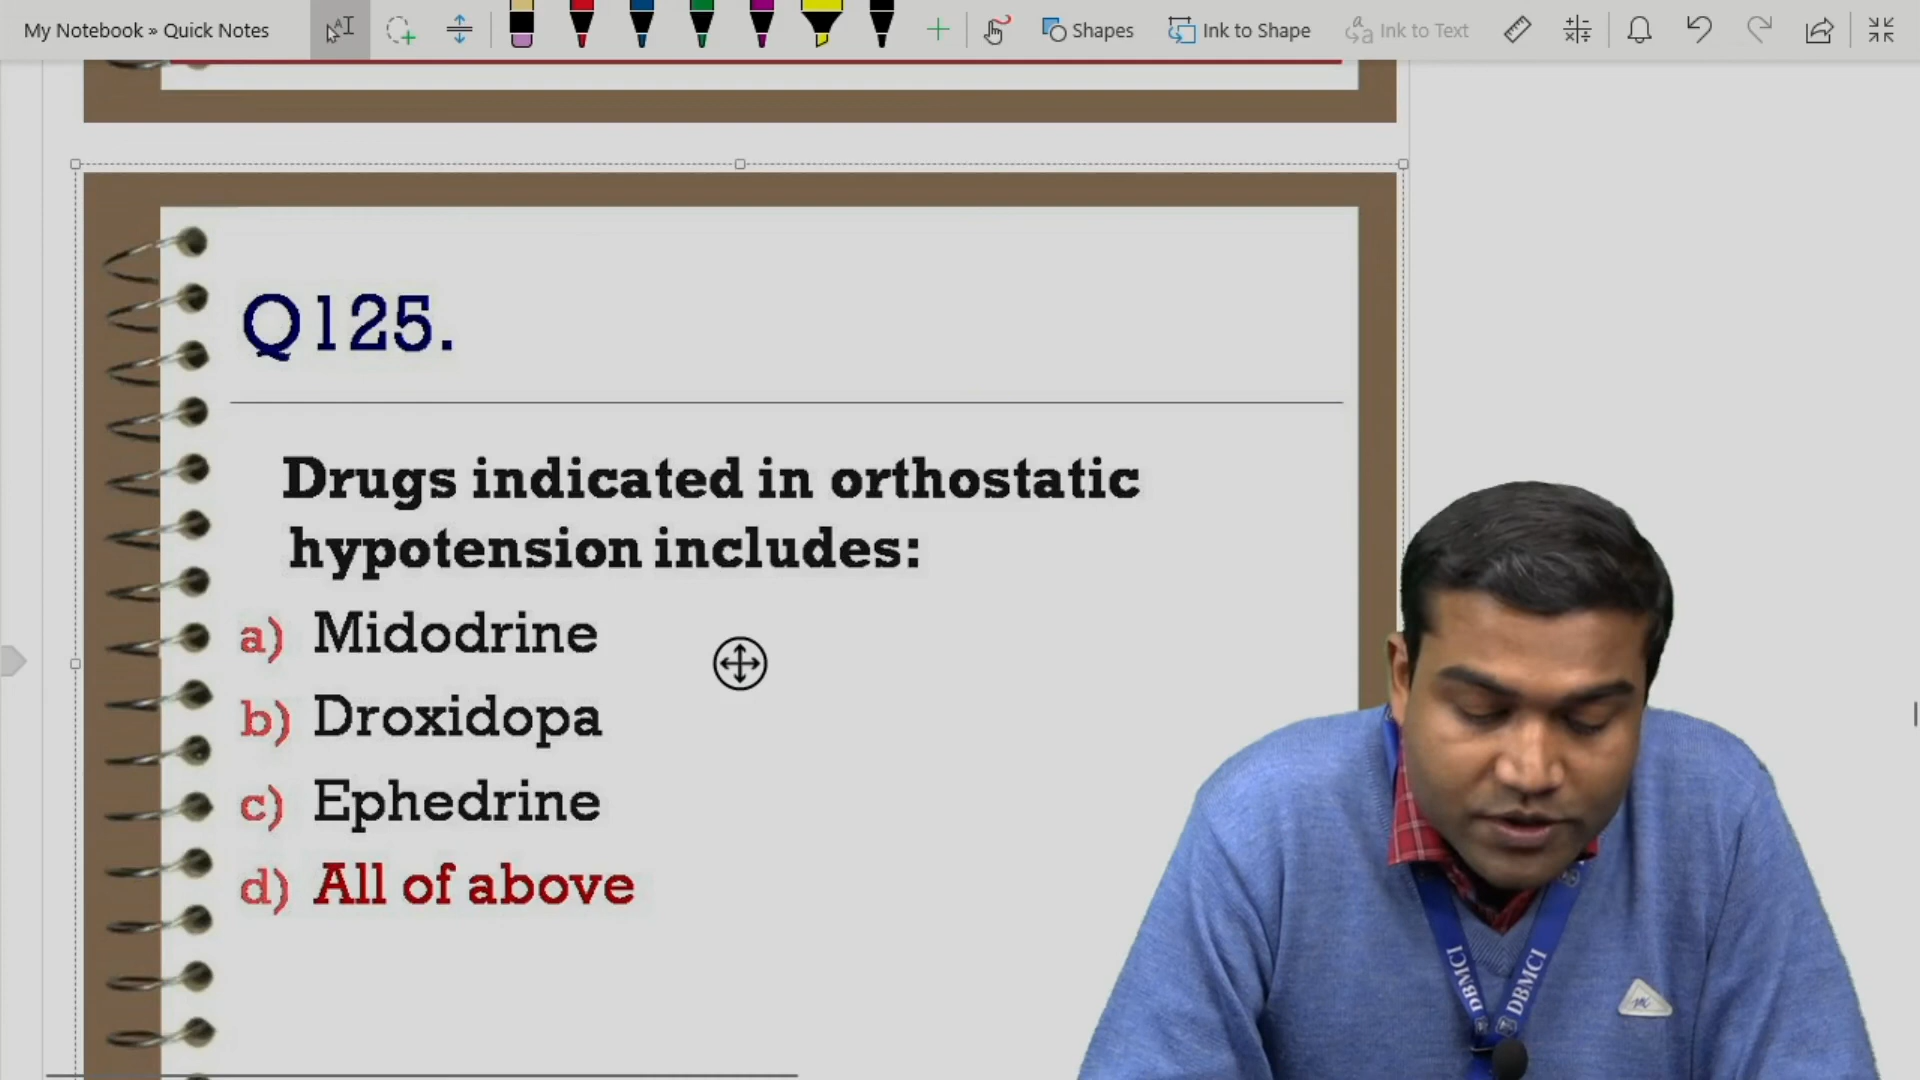 My Notebook » Quick Notes
Shapes
Ink to Shape
Ink to Text
Q125.
Drugs indicated in orthostatic
hypotension includes:
a) Midodrine
b) Droxidopa
c) Ephedrine
d) All of above
DBMCI
DBMCI